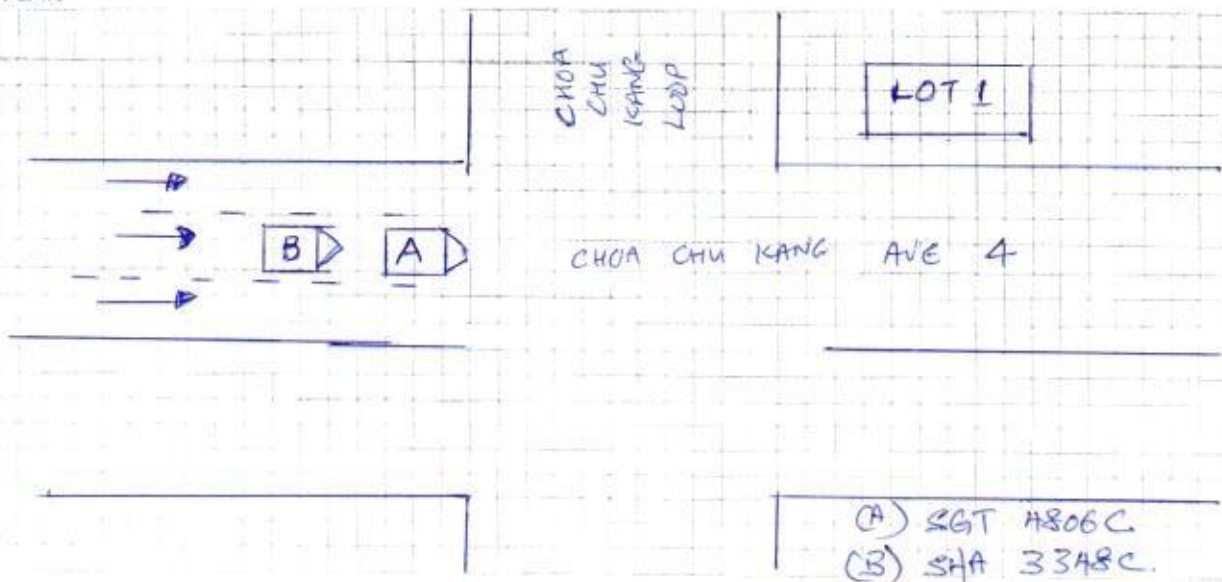 CHOA
CHU
KANG
LOOP
LOT 1
B
A
CHOA CHU KANG AVE 4
(A) SGT 4806C.
(B) SHA 3348C.